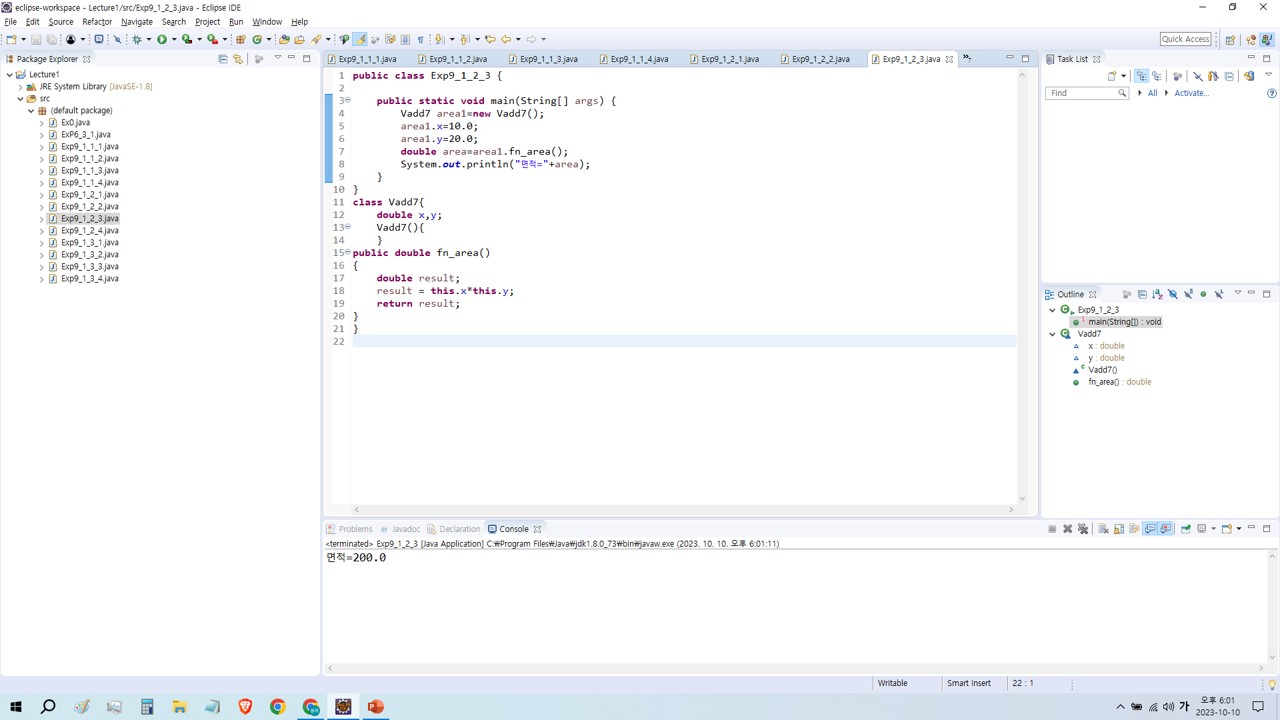 eclipse-workspace - Lecture1/src/Exp9_1_2_3.java - Eclipse IDE
File Edit Source Refactor Navigate Search Project Run Window Help
Quick Access
Package Explorer
Lecture1
JRE System Library [JavaSE-1.8]
src
(default package)
Ex0.java
ExP6_3_1.java
Exp9_1_1_1.java
Exp9_1_1_2.java
Exp9_1_1_3.java
Exp9_1_1_4.java
Exp9_1_2_1.java
Exp9_1_2_2.java
Exp9_1_2_3.java
Exp9_1_2_4.java
Exp9_1_3_1.java
Exp9_1_3_2.java
Exp9_1_3_3.java
Exp9_1_3_4.java
Exp9_1_1_1.java Exp9_1_1_2.java Exp9_1_1_3.java Exp9_1_1_4.java Exp9_1_2_1.java Exp9_1_2_2.java Exp9_1_2_3.java
1 public class Exp9_1_2_3 {
2
3 public static void main(String[] args) {
4 Vadd7 area1=new Vadd7();
5 area1.x=10.0;
6 area1.y=20.0;
7 double area=area1.fn_area();
8 System.out.println("면적="+area);
9 }
10 }
11 class Vadd7{
12 double x,y;
13 Vadd7(){
14 }
15 public double fn_area()
16 {
17 double result;
18 result = this.x*this.y;
19 return result;
20 }
21 }
22
Task List
Find All Activate...
Outline
Exp9_1_2_3
main(String[]) : void
Vadd7
x : double
y : double
Vadd7()
fn_area() : double
Problems Javadoc Declaration Console
<terminated> Exp9_1_2_3 [Java Application] C:₩Program Files₩Java₩jdk1.8.0_73₩bin₩javaw.exe (2023. 10. 10. 오후 6:01:11)
면적=200.0
Writable Smart Insert 22 : 1
가 오후 6:01
2023-10-10